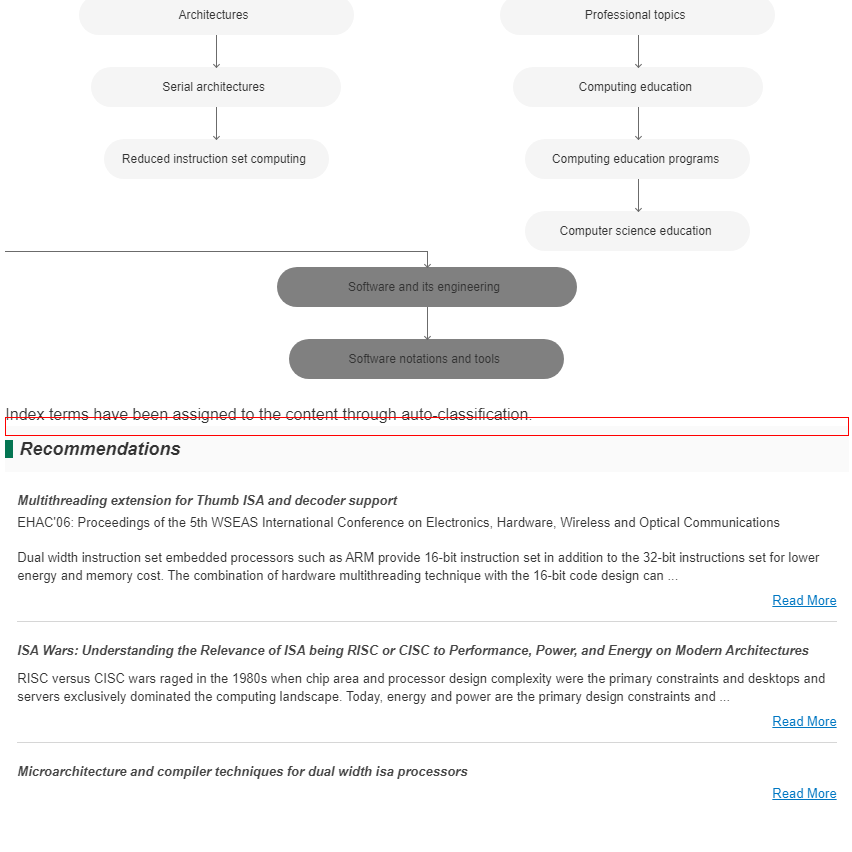 Architectures
Professional topics
Serial architectures
Computing education
Reduced instruction set computing
Computing education programs
Computer science education
Software and its engineering
Software notations and tools
Index terms have been assigned to the content through auto-classification.
Recommendations
Multithreading extension for Thumb ISA and decoder support
EHAC'06: Proceedings of the 5th WSEAS International Conference on Electronics, Hardware, Wireless and Optical Communications
Dual width instruction set embedded processors such as ARM provide 16-bit instruction set in addition to the 32-bit instructions set for lower
energy and memory cost. The combination of hardware multithreading technique with the 16-bit code design can ...
Read More
ISA Wars: Understanding the Relevance of ISA being RISC or CISC to Performance, Power, and Energy on Modern Architectures
RISC versus CISC wars raged in the 1980s when chip area and processor design complexity were the primary constraints and desktops and
servers exclusively dominated the computing landscape. Today, energy and power are the primary design constraints and ...
Read More
Microarchitecture and compiler techniques for dual width isa processors
Read More